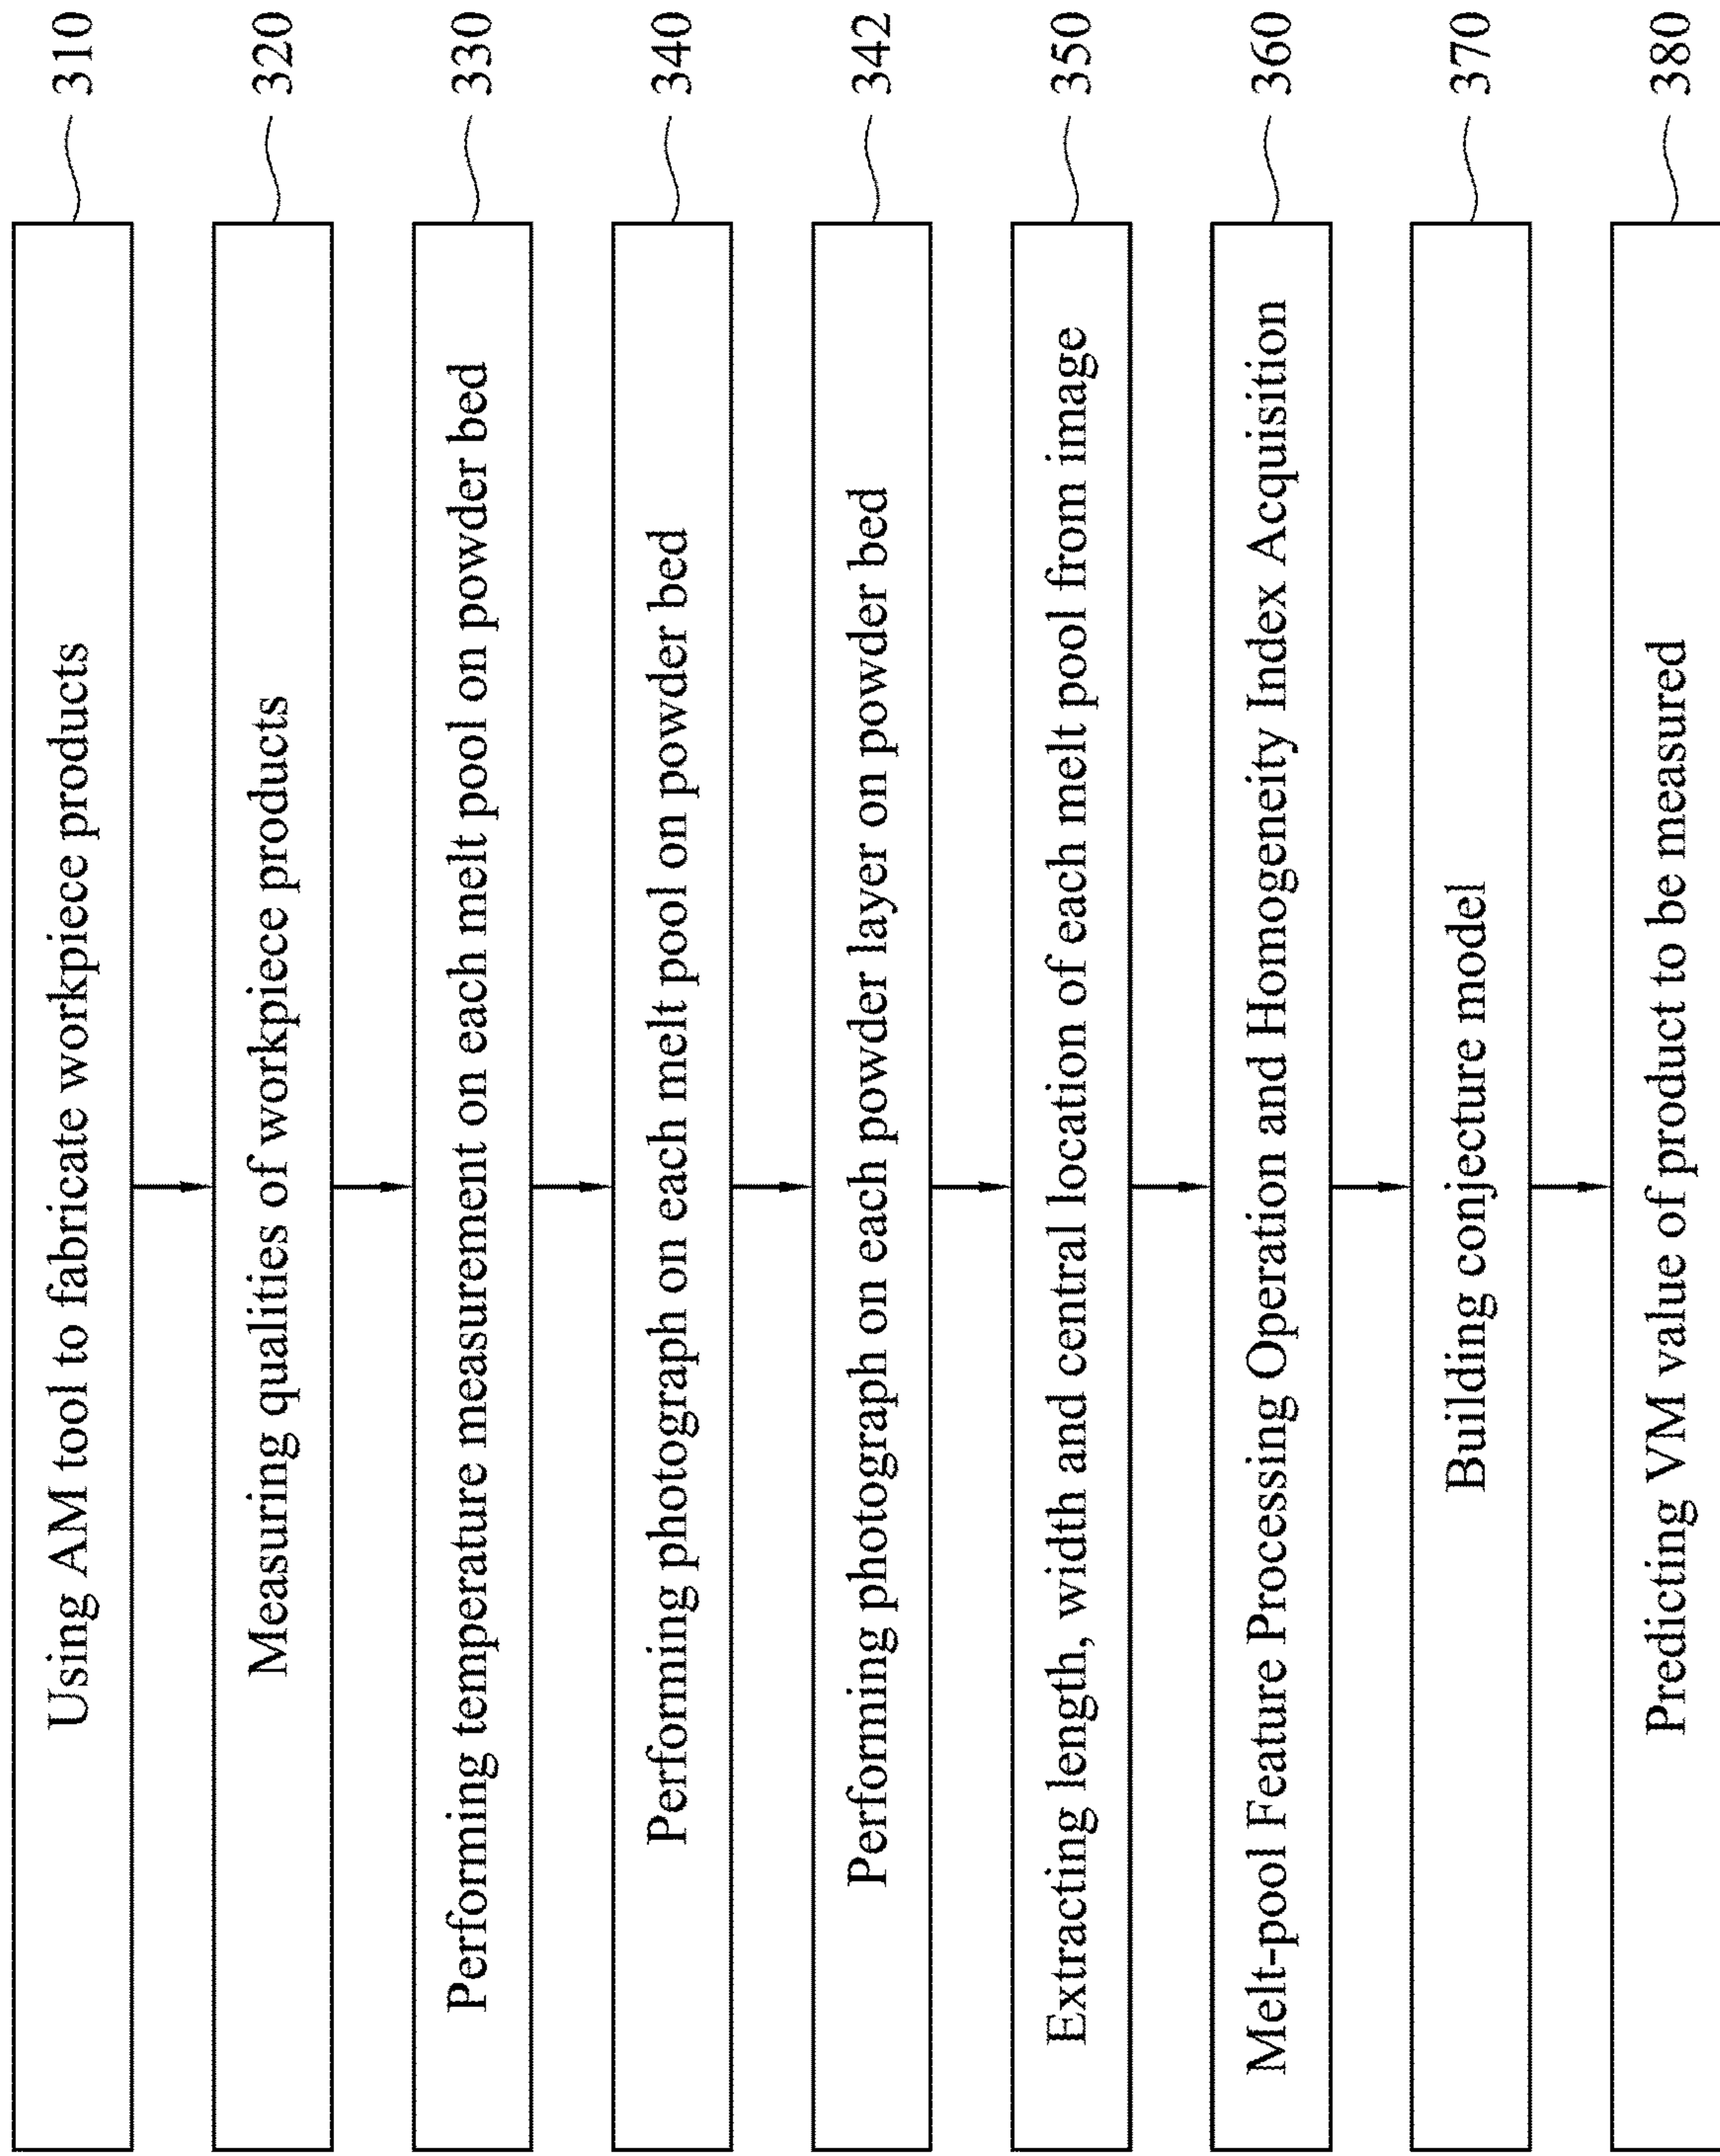 Using AM tool to fabricate workpiece products
310
Measuring qualities of workpiece products
320
Performing temperature measurement on each melt pool on powder bed
330
Performing photograph on each melt pool on powder bed
340
Performing photograph on each powder layer on powder bed
342
Extracting length, width and central location of each melt pool from image
350
Melt-pool Feature Processing Operation and Homogeneity Index Acquisition
360
Building conjecture model
370
Predicting VM value of product to be measured
380